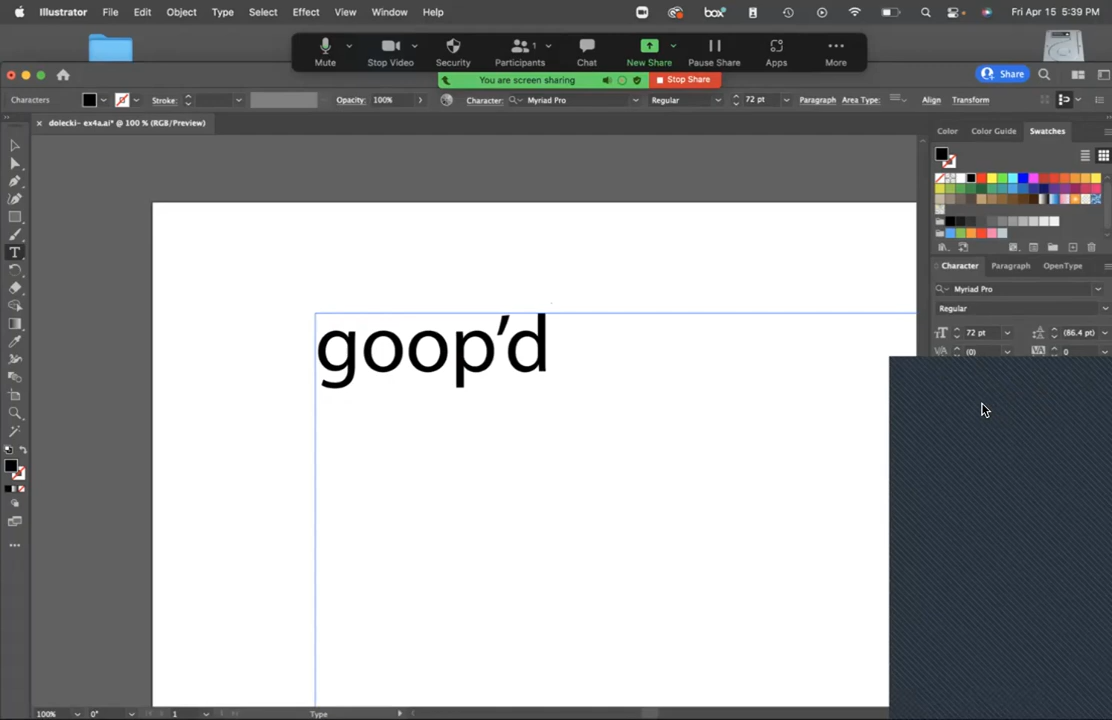 Illustrator File Edit Object Type Select Effect View Window Help
box
Fri Apr 15 5:39 PM
Mute Stop Video Security Participants 1 Chat New Share Pause Share Apps More
You are screen sharing Stop Share
Share
Characters Stroke: Opacity: 100% Character: Myriad Pro Regular 72 pt Paragraph Area Type: Align Transform
× dolecki- ex4a.ai* @ 100 % (RGB/Preview)
Color Color Guide Swatches
Character Paragraph OpenType
Myriad Pro
Regular
72 pt (86.4 pt)
(0) 0
goop’d
100% 0° 1 Type